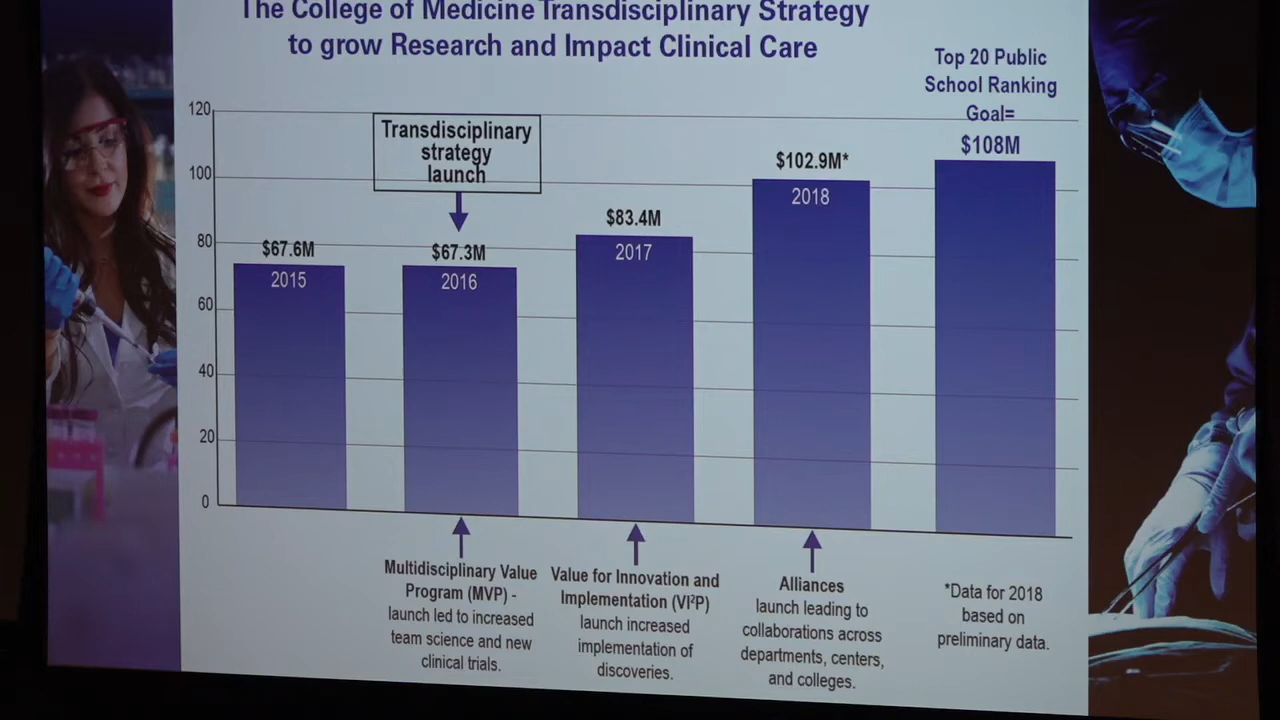 The College of Medicine Transdisciplinary Strategy
to grow Research and Impact Clinical Care
Top 20 Public
School Ranking
Goal=
$108M
120
100
80
60
40
20
0
Transdisciplinary
strategy
launch
$67.6M
2015
$67.3M
2016
$83.4M
2017
$102.9M*
2018
Multidisciplinary Value
Program (MVP) -
launch led to increased
team science and new
clinical trials.
Value for Innovation and
Implementation (VI²P)
launch increased
implementation of
discoveries.
Alliances
launch leading to
collaborations across
departments, centers,
and colleges.
*Data for 2018
based on
preliminary data.